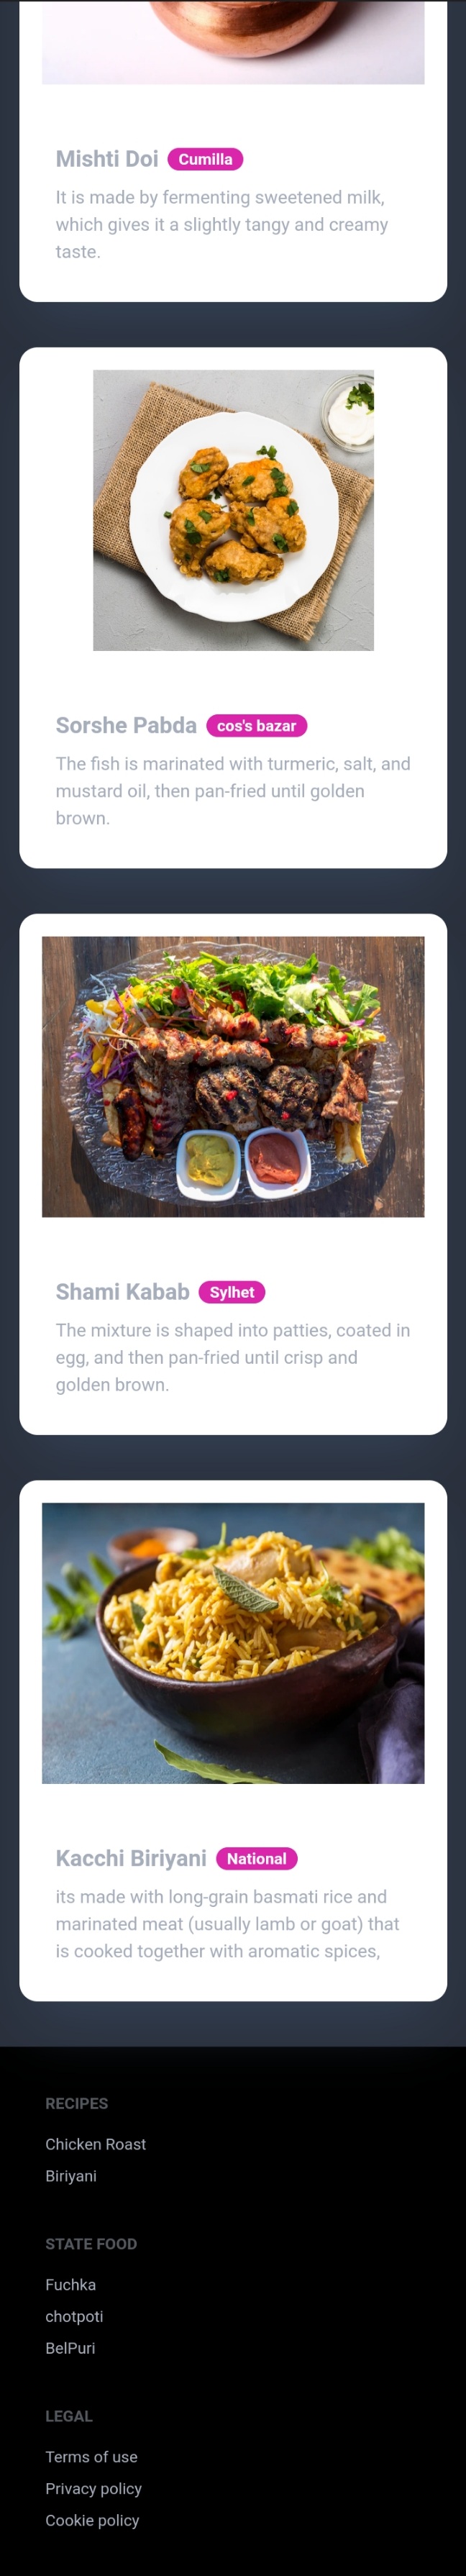 Mishti Doi Cumilla
It is made by fermenting sweetened milk,
which gives it a slightly tangy and creamy
taste.
Sorshe Pabda cos's bazar
The fish is marinated with turmeric, salt, and
mustard oil, then pan-fried until golden
brown.
Shami Kabab Sylhet
The mixture is shaped into patties, coated in
egg, and then pan-fried until crisp and
golden brown.
Kacchi Biriyani National
its made with long-grain basmati rice and
marinated meat (usually lamb or goat) that
is cooked together with aromatic spices,
RECIPES
Chicken Roast
Biriyani
STATE FOOD
Fuchka
chotpoti
BelPuri
LEGAL
Terms of use
Privacy policy
Cookie policy